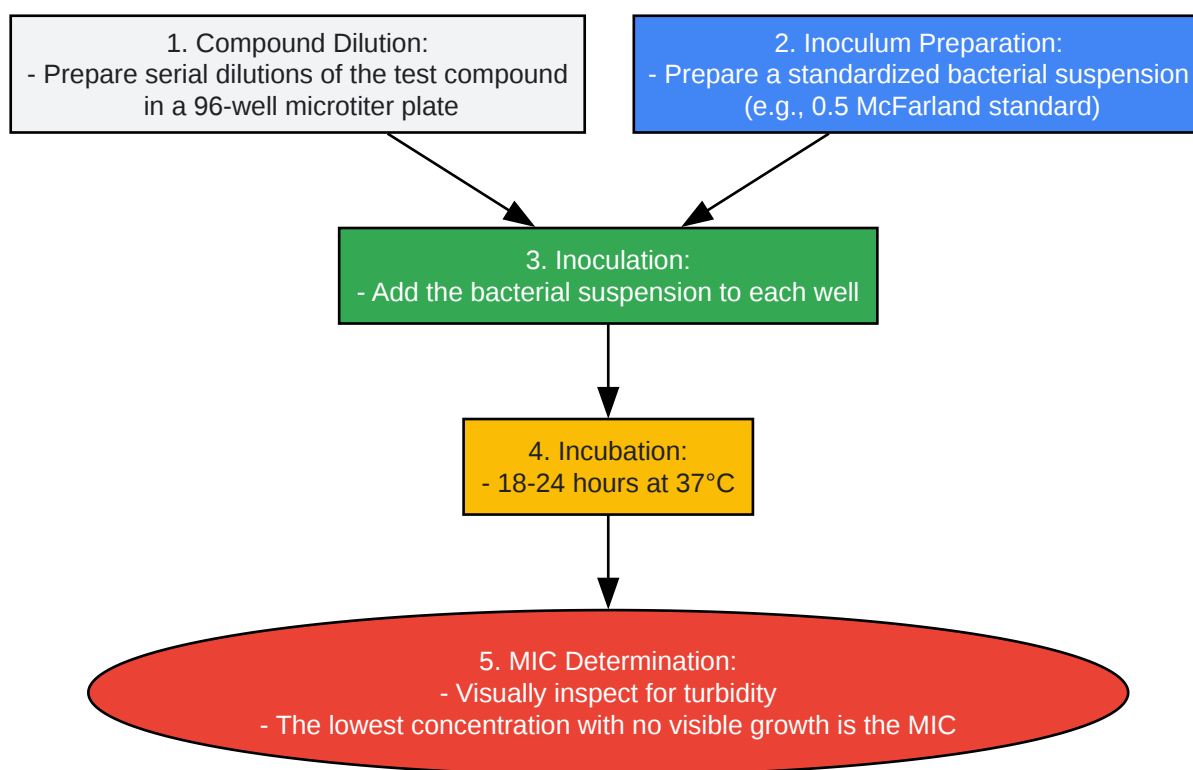 1. Compound Dilution:
- Prepare serial dilutions of the test compound
in a 96-well microtiter plate
2. Inoculum Preparation:
- Prepare a standardized bacterial suspension
(e.g., 0.5 McFarland standard)
3. Inoculation:
- Add the bacterial suspension to each well
4. Incubation:
- 18-24 hours at 37°C
5. MIC Determination:
- Visually inspect for turbidity
- The lowest concentration with no visible growth is the MIC